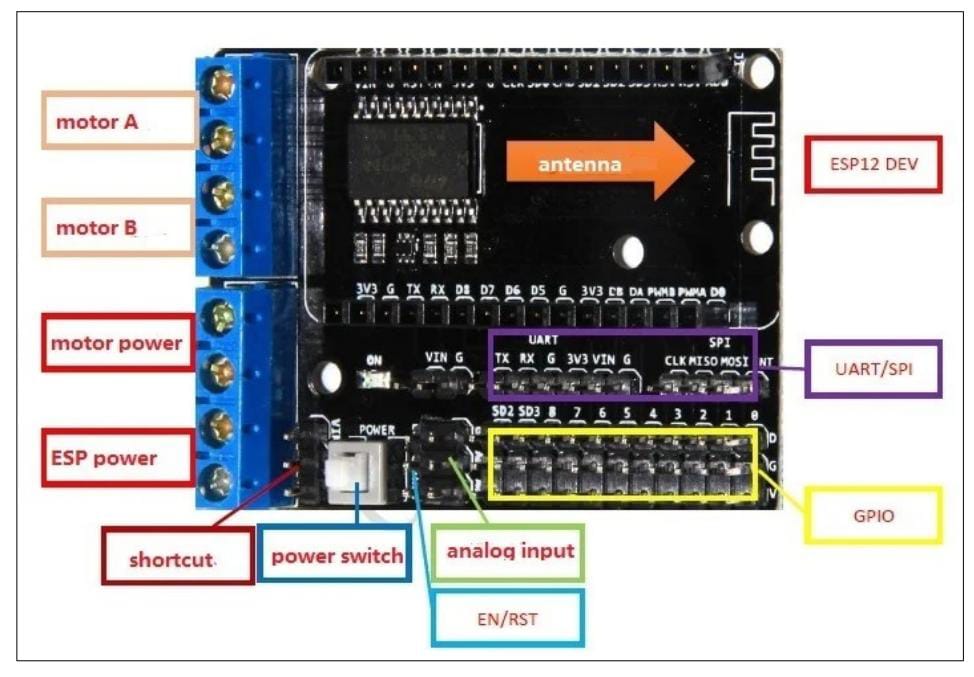 VIN G RST EN 3V3 G CLK SD0 CMD SD1 SD2 SD3 RSV RSV AD0
motor A
antenna
ESP12 DEV
motor B
3V3 G TX RX D8 D7 D6 D5 G 3V3 DB DA PWMB PWMA D0
motor power
UART SPI
ON VIN G TX RX G 3V3 VIN G CLK MISO MOSI INT
UART/SPI
SD2 SD3 8 7 6 5 4 3 2 1 0
VIN POWER D
ESP power G
V
GPIO
shortcut
power switch
analog input
EN/RST